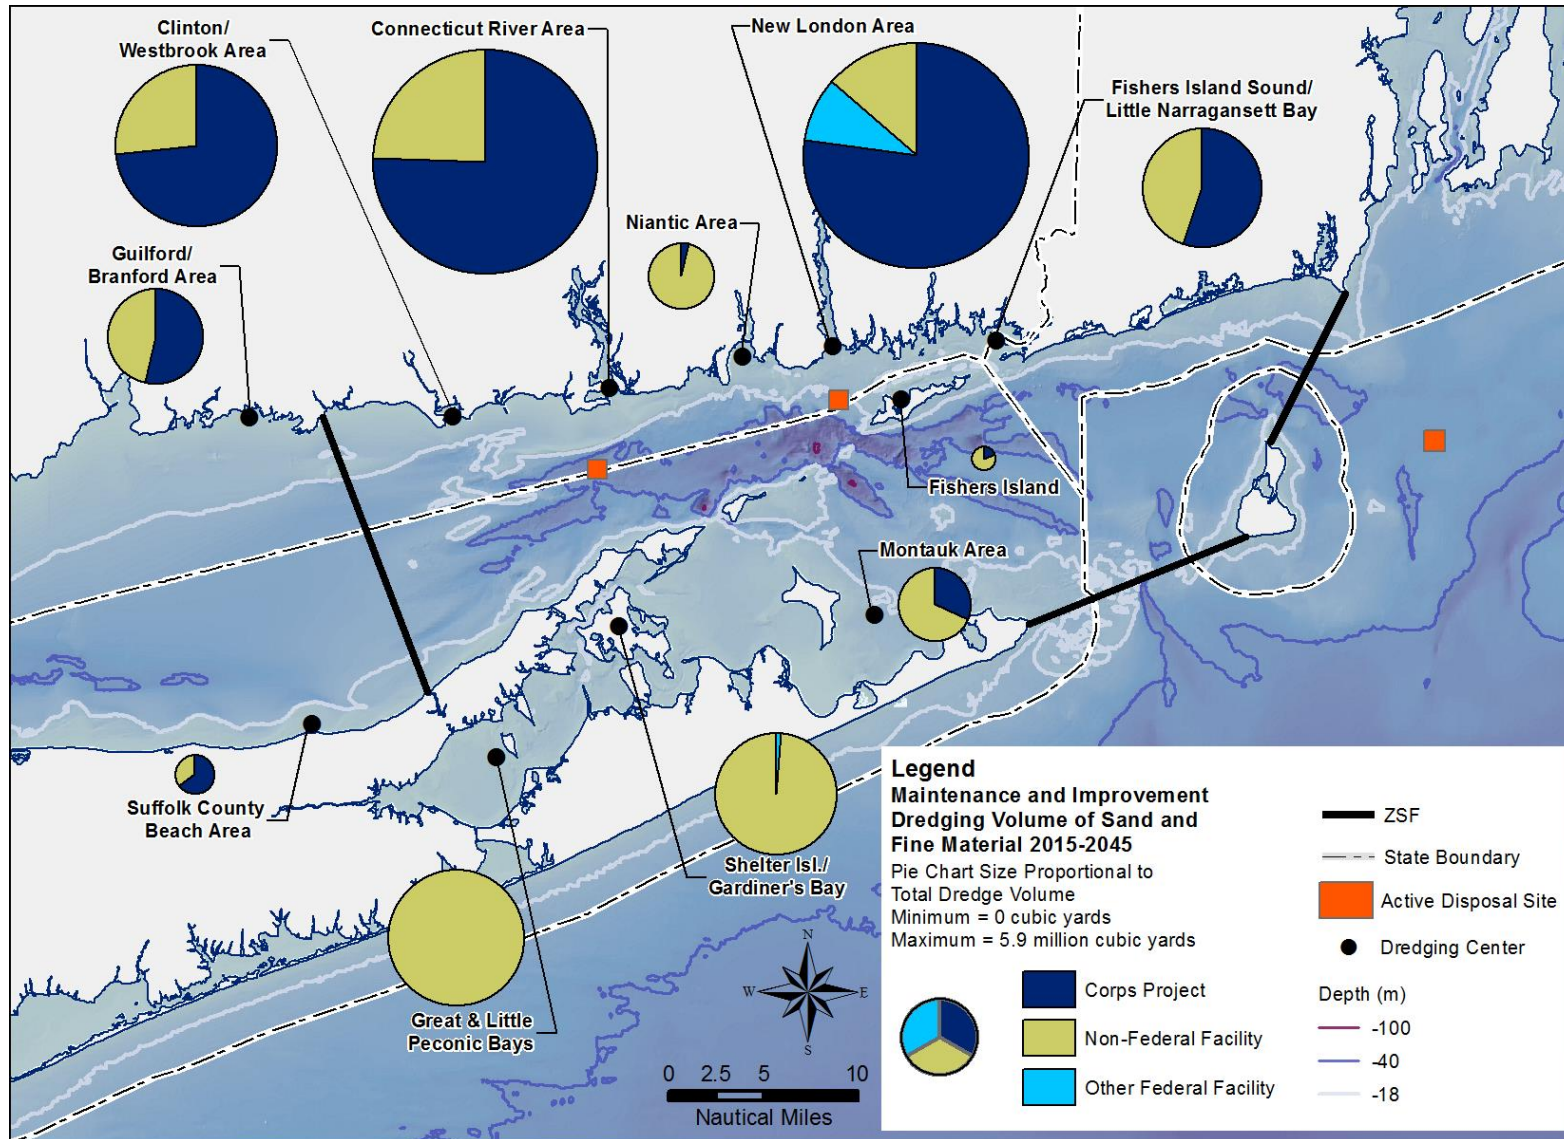 Clinton/
Westbrook Area
Connecticut River Area
New London Area
Fishers Island Sound/
Little Narragansett Bay
Niantic Area
Guilford/
Branford Area
Fishers Island
Montauk Area
Suffolk County
Beach Area
Shelter Isl./
Gardiner's Bay
Great & Little
Peconic Bays
N
W
E
S
0 2.5 5 10
Nautical Miles
Legend
Maintenance and Improvement
Dredging Volume of Sand and
Fine Material 2015-2045
Pie Chart Size Proportional to
Total Dredge Volume
Minimum = 0 cubic yards
Maximum = 5.9 million cubic yards
Corps Project
Non-Federal Facility
Other Federal Facility
ZSF
State Boundary
Active Disposal Site
Dredging Center
Depth (m)
-100
-40
-18